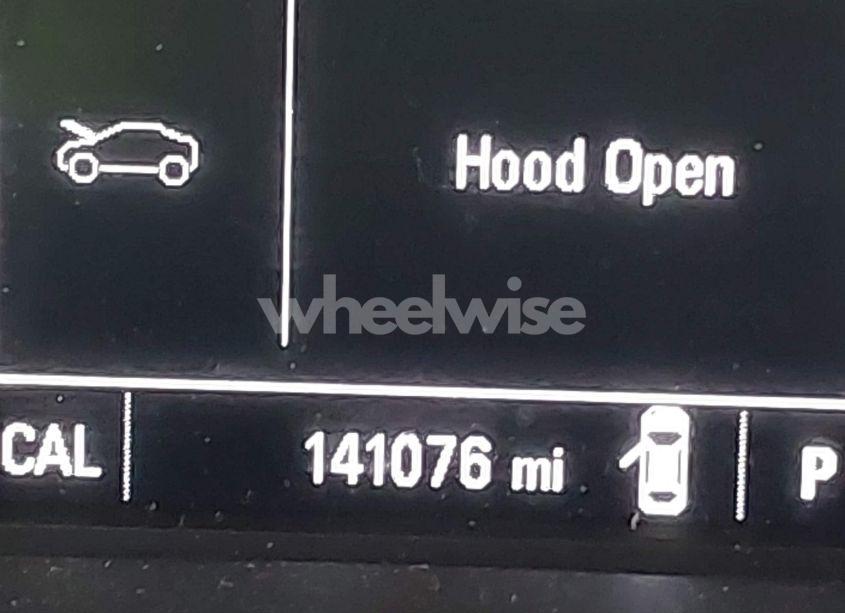 Hood Open
wheelwise
CAL
141076 mi
P